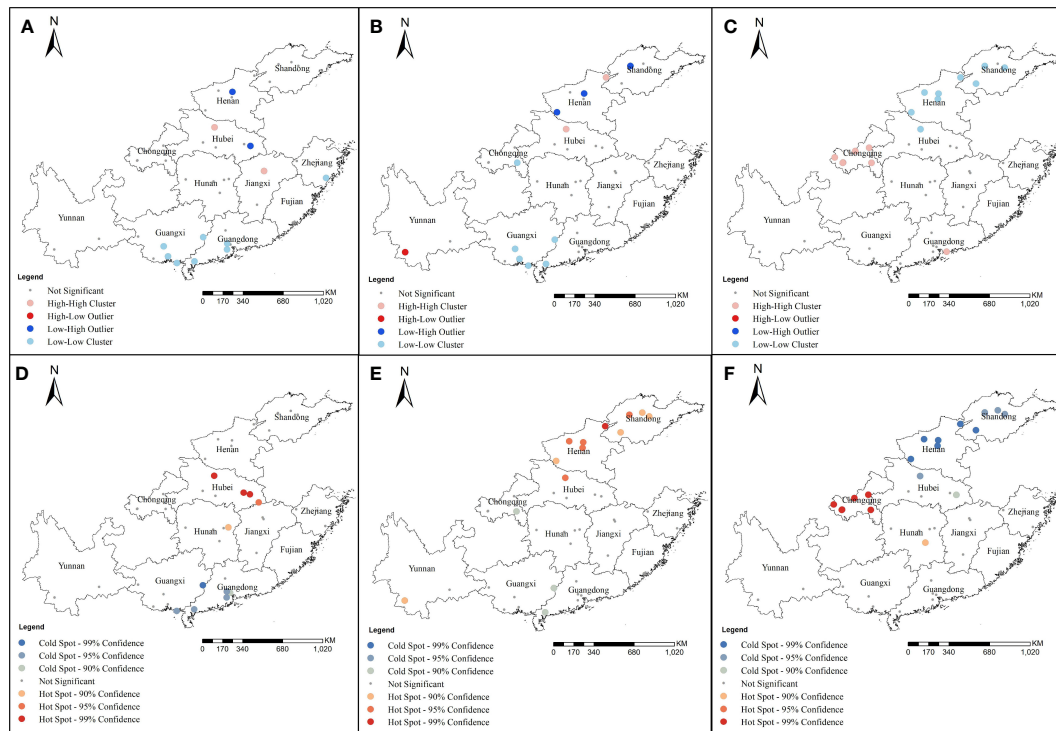 A
N
Shandong
Henan
Hubei
Chongqing
Zhejiang
Hunan
Jiangxi
Fujian
Yunnan
Guangxi
Guangdong
Legend
Not Significant
High-High Cluster
High-Low Outlier
Low-High Outlier
Low-Low Cluster
KM
0 170 340 680 1,020
B
N
Shandong
Henan
Hubei
Chongqing
Zhejiang
Hunan
Jiangxi
Fujian
Yunnan
Guangxi
Guangdong
Legend
Not Significant
High-High Cluster
High-Low Outlier
Low-High Outlier
Low-Low Cluster
KM
0 170 340 680 1,020
C
N
Shandong
Henan
Hubei
Chongqing
Zhejiang
Hunan
Jiangxi
Fujian
Yunnan
Guangxi
Guangdong
Legend
Not Significant
High-High Cluster
High-Low Outlier
Low-High Outlier
Low-Low Cluster
KM
0 170 340 680 1,020
D
N
Shandong
Henan
Hubei
Chongqing
Zhejiang
Hunan
Jiangxi
Fujian
Yunnan
Guangxi
Guangdong
Legend
Cold Spot - 99% Confidence
Cold Spot - 95% Confidence
Cold Spot - 90% Confidence
Not Significant
Hot Spot - 90% Confidence
Hot Spot - 95% Confidence
Hot Spot - 99% Confidence
KM
0 170 340 680 1,020
E
N
Shandong
Henan
Hubei
Chongqing
Zhejiang
Hunan
Jiangxi
Fujian
Yunnan
Guangxi
Guangdong
Legend
Cold Spot - 99% Confidence
Cold Spot - 95% Confidence
Cold Spot - 90% Confidence
Not Significant
Hot Spot - 90% Confidence
Hot Spot - 95% Confidence
Hot Spot - 99% Confidence
KM
0 170 340 680 1,020
F
N
Shandong
Henan
Hubei
Chongqing
Zhejiang
Hunan
Jiangxi
Fujian
Yunnan
Guangxi
Guangdong
Legend
Cold Spot - 99% Confidence
Cold Spot - 95% Confidence
Cold Spot - 90% Confidence
Not Significant
Hot Spot - 90% Confidence
Hot Spot - 95% Confidence
Hot Spot - 99% Confidence
KM
0 170 340 680 1,020